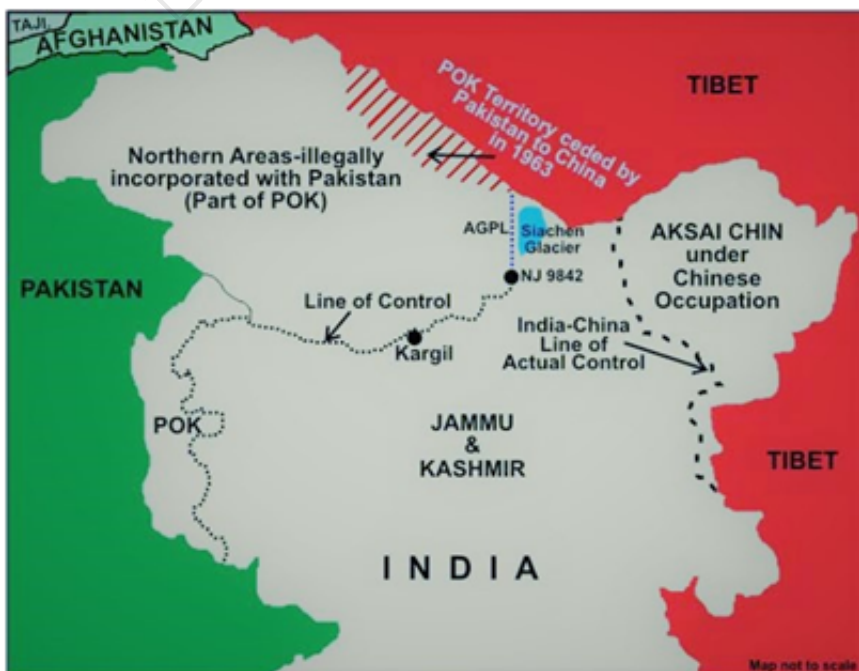 TAJI.
AFGHANISTAN
TIBET
POK Territory ceded by
Pakistan to China
in 1963
Northern Areas-illegally
incorporated with Pakistan
(Part of POK)
AGPL
Siachen
Glacier
AKSAI CHIN
under
Chinese
Occupation
NJ 9842
PAKISTAN
Line of Control
India-China
Line of
Actual Control
Kargil
POK
JAMMU
&
KASHMIR
TIBET
INDIA
Map not to scale